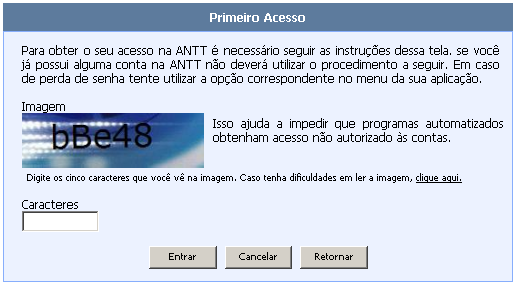 Primeiro Acesso
Para obter o seu acesso na ANTT é necessário seguir as instruções dessa tela. se você
já possui alguma conta na ANTT não deverá utilizar o procedimento a seguir. Em caso
de perda de senha tente utilizar a opção correspondente no menu da sua aplicação.
Imagem
bBe48
Isso ajuda a impedir que programas automatizados
obtenham acesso não autorizado às contas.
Digite os cinco caracteres que você vê na imagem. Caso tenha dificuldades em ler a imagem, clique aqui.
Caracteres
Entrar
Cancelar
Retornar